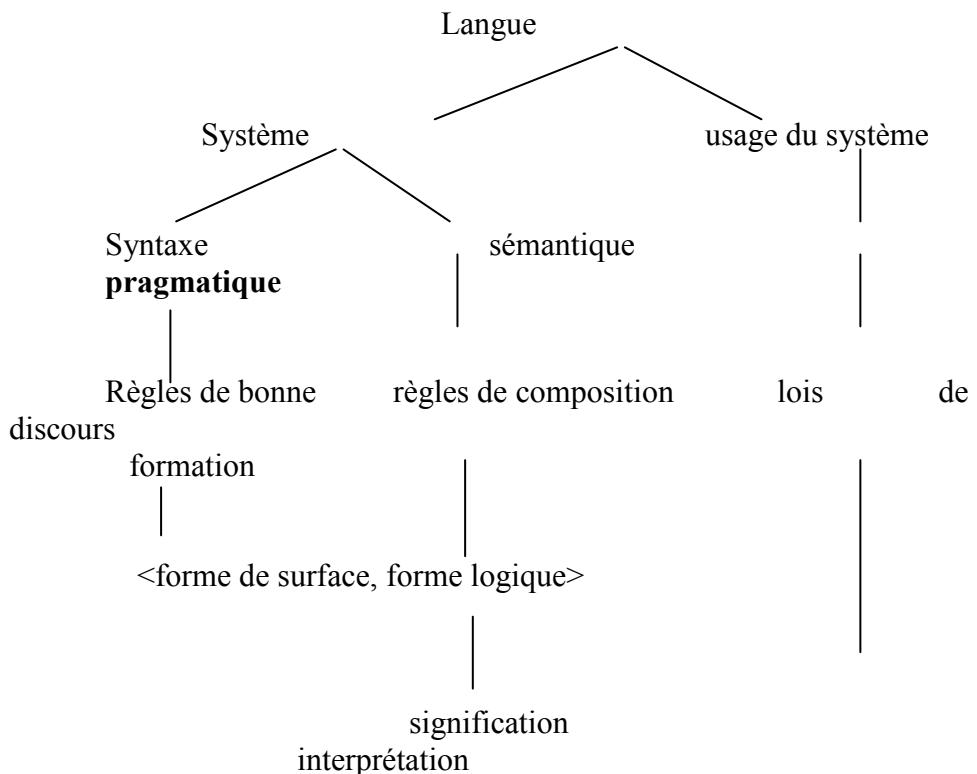 Langue
Système usage du système
Syntaxe sémantique
pragmatique
Règles de bonne règles de composition lois de
discours
formation
<forme de surface, forme logique>
signification
interprétation